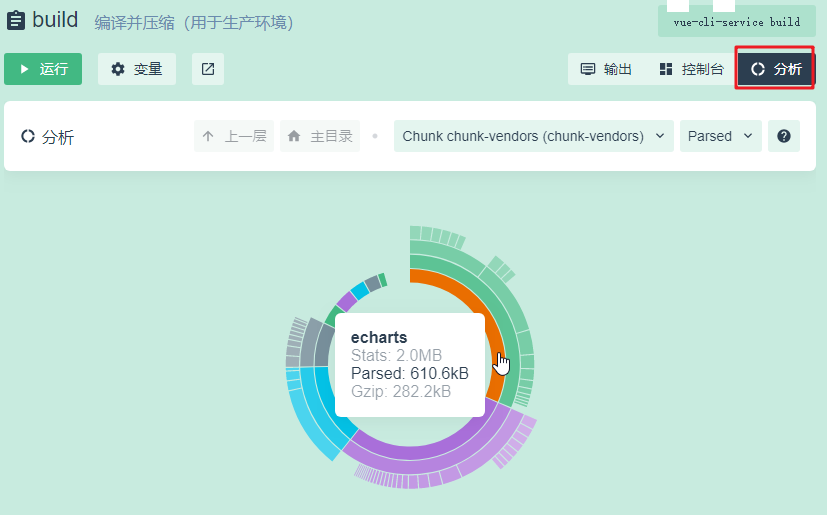 build 编译并压缩（用于生产环境） vue-cli-service build
运行 变量 输出 控制台 分析
分析 上一层 主目录 Chunk chunk-vendors (chunk-vendors) Parsed
echarts
Stats: 2.0MB
Parsed: 610.6kB
Gzip: 282.2kB